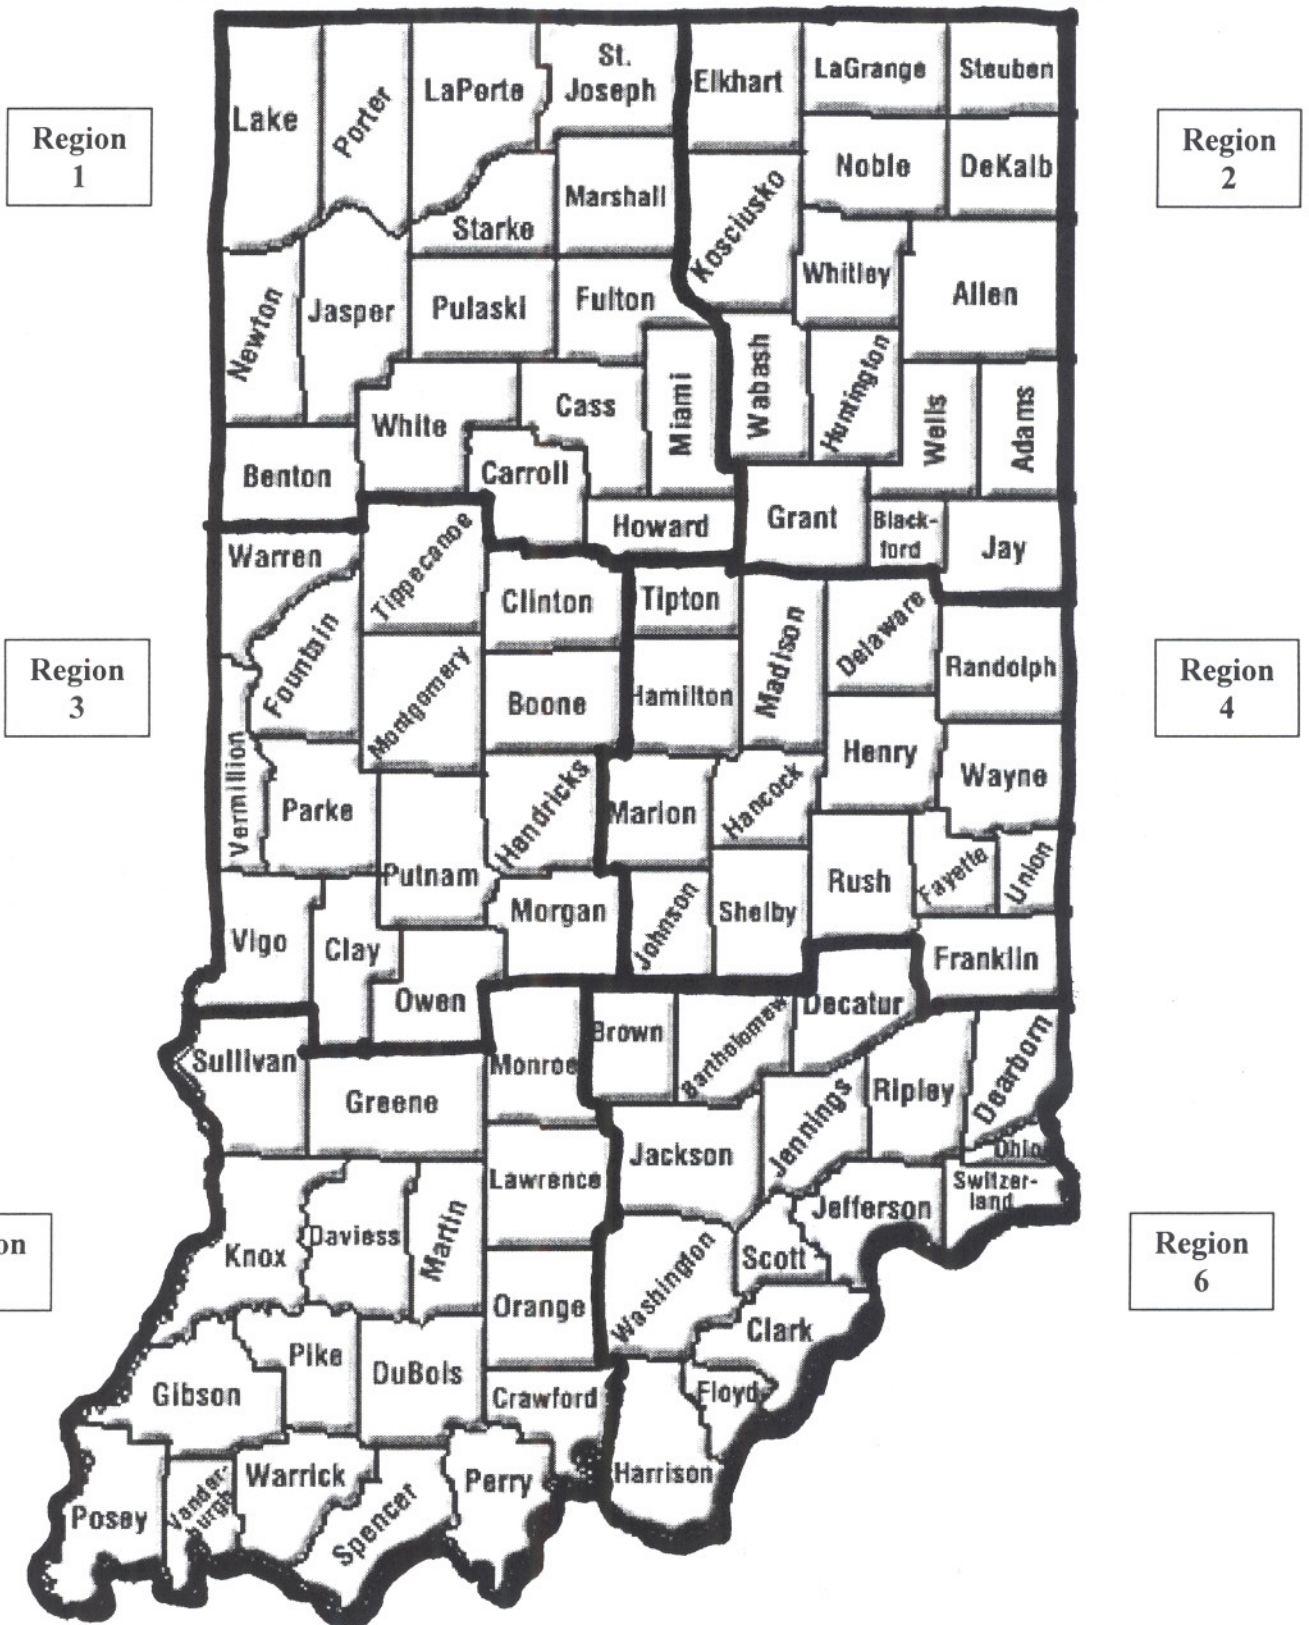 Region
1
Region
2
Region
3
Region
4
on
Region
6
Lake
Porter
LaPorte
St.
Joseph
Elkhart
LaGrange
Steuben
Noble
DeKalb
Marshall
Starke
Kosciusko
Whitley
Allen
Newton
Jasper
Pulaski
Fulton
White
Cass
Miami
Wabash
Huntington
Wells
Adams
Benton
Carroll
Howard
Grant
Black-
ford
Jay
Warren
Tippecanoe
Clinton
Tipton
Madison
Delaware
Randolph
Fountain
Montgomery
Boone
Hamilton
Henry
Wayne
Vermillion
Parke
Putnam
Hendricks
Marion
Hancock
Rush
Fayette
Union
Vigo
Clay
Owen
Morgan
Johnson
Shelby
Franklin
Sullivan
Greene
Monroe
Brown
Bartholomew
Decatur
Ripley
Dearborn
Ohio
Switzer-
land
Jackson
Jennings
Jefferson
Lawrence
Knox
Daviess
Martin
Orange
Washington
Scott
Clark
Gibson
Pike
DuBois
Crawford
Floyd
Harrison
Posey
Vander-
burgh
Warrick
Spencer
Perry